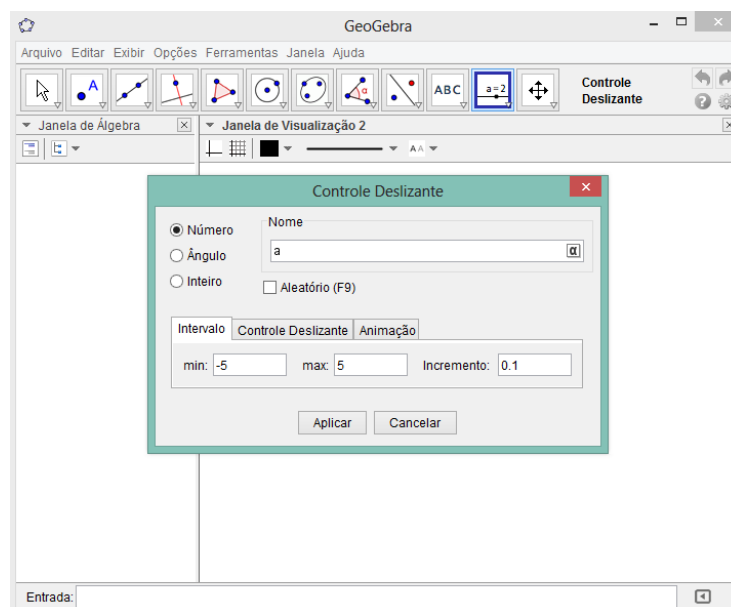 GeoGebra
Arquivo Editar Exibir Opções Ferramentas Janela Ajuda
A
α
ABC
a=2
Controle
Deslizante
Janela de Álgebra
Janela de Visualização 2
A A
Controle Deslizante
Número
Ângulo
Inteiro
Nome
a
α
Aleatório (F9)
Intervalo Controle Deslizante Animação
min: -5 max: 5 Incremento: 0.1
Aplicar Cancelar
Entrada: